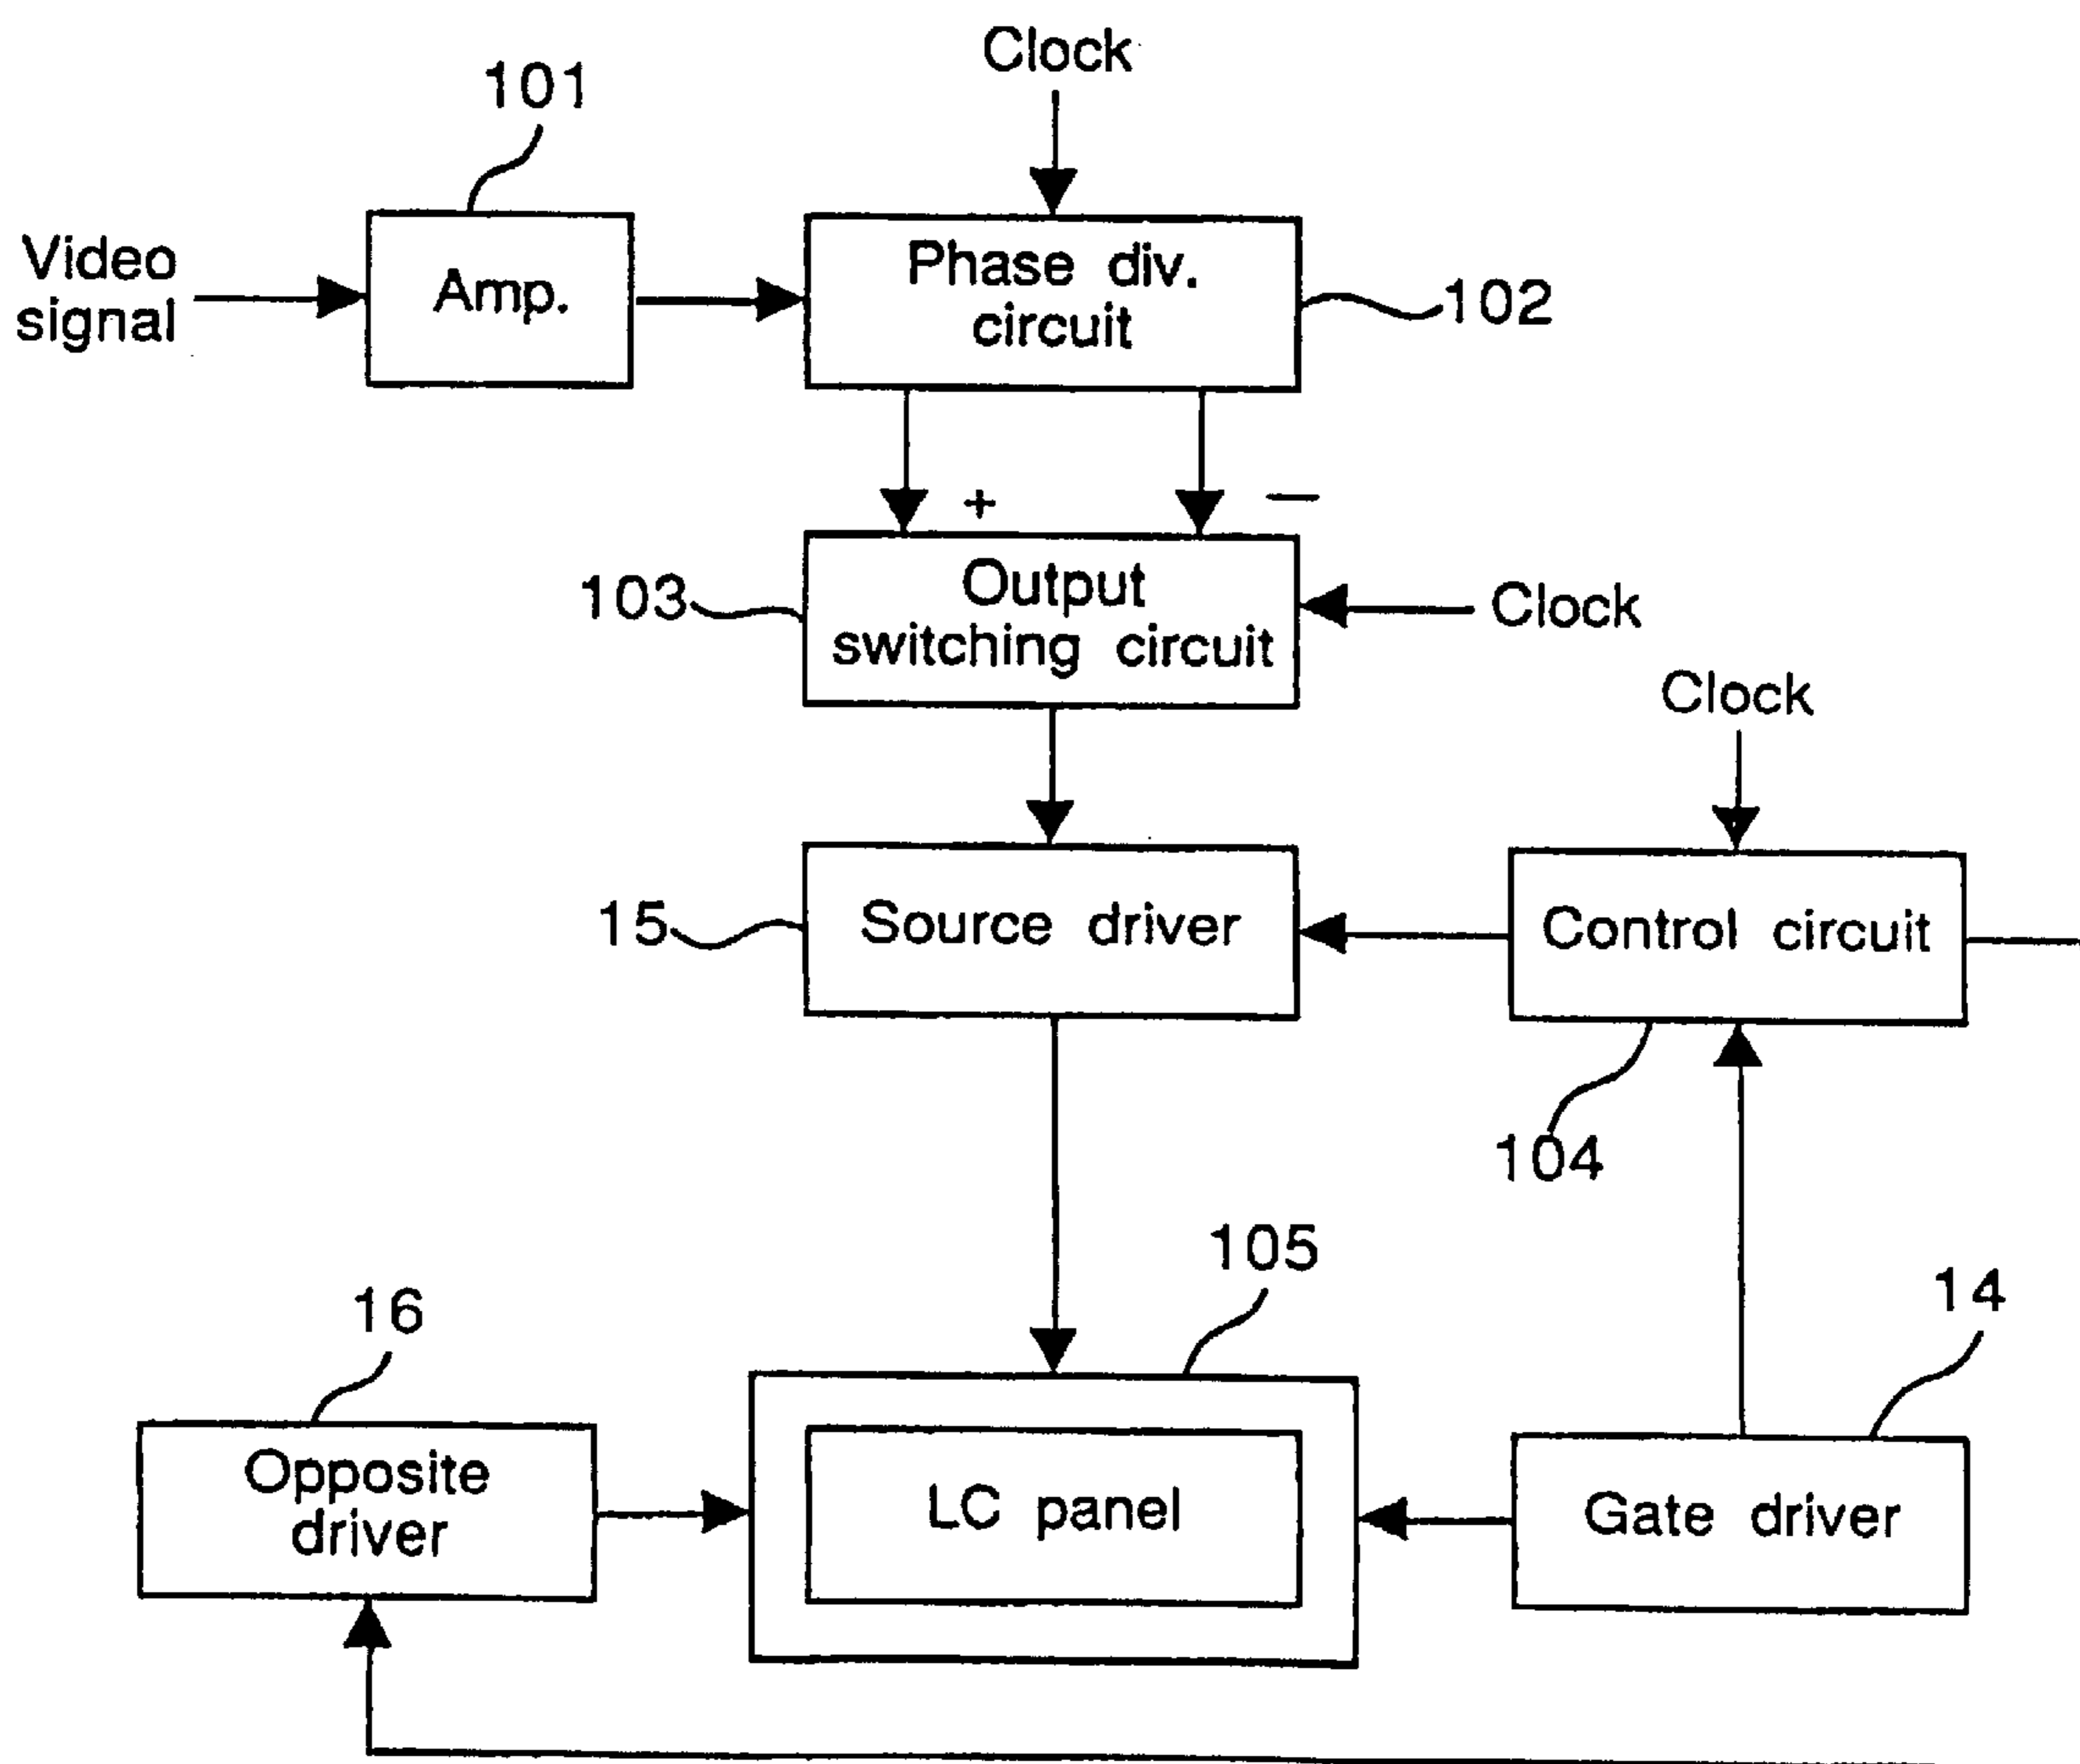 Clock
101
Video
signal
Amp.
Phase div.
circuit
102
+
—
103
Output
switching circuit
Clock
Clock
15
Source driver
Control circuit
104
105
16
14
Opposite
driver
LC panel
Gate driver